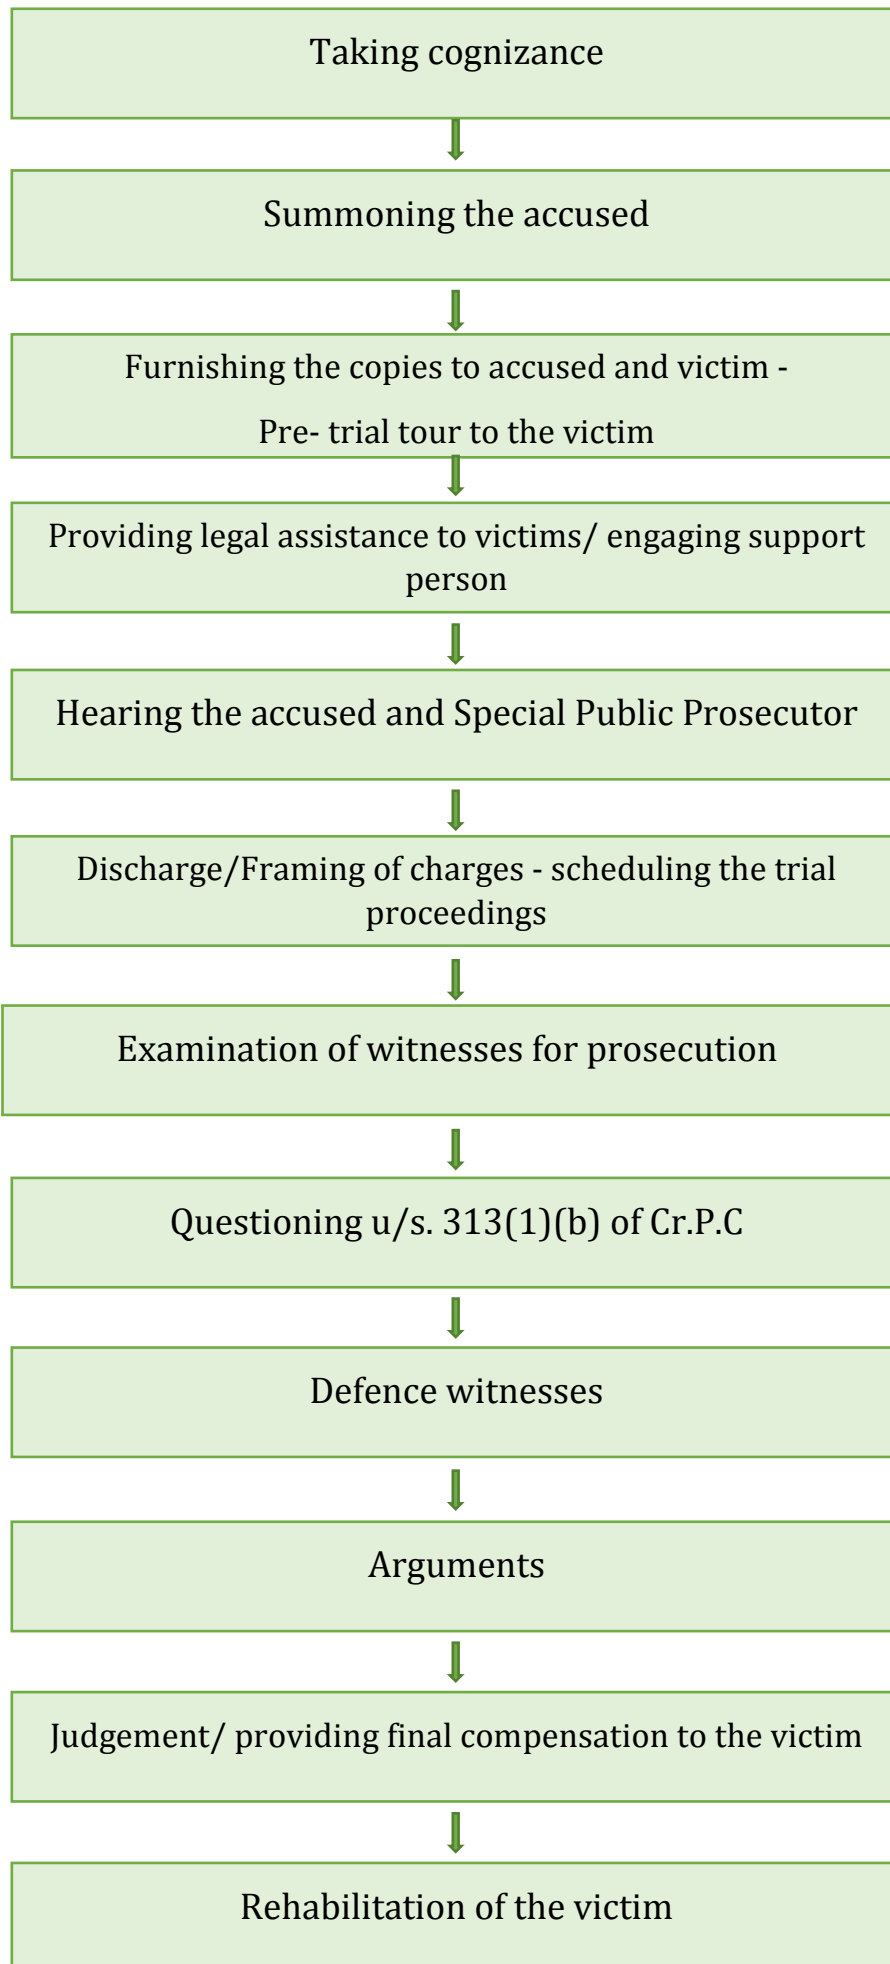 Taking cognizance
Summoning the accused
Furnishing the copies to accused and victim -
Pre- trial tour to the victim
Providing legal assistance to victims/ engaging support
person
Hearing the accused and Special Public Prosecutor
Discharge/Framing of charges - scheduling the trial
proceedings
Examination of witnesses for prosecution
Questioning u/s. 313(1)(b) of Cr.P.C
Defence witnesses
Arguments
Judgement/ providing final compensation to the victim
Rehabilitation of the victim